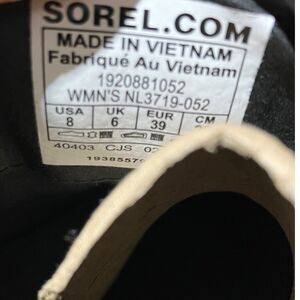 SOREL.COM
MADE IN VIETNAM
Fabriqué Au Vietnam
1920881052
WMN'S NL3719-052
USA UK EUR CM
8 6 39
40403 CJS